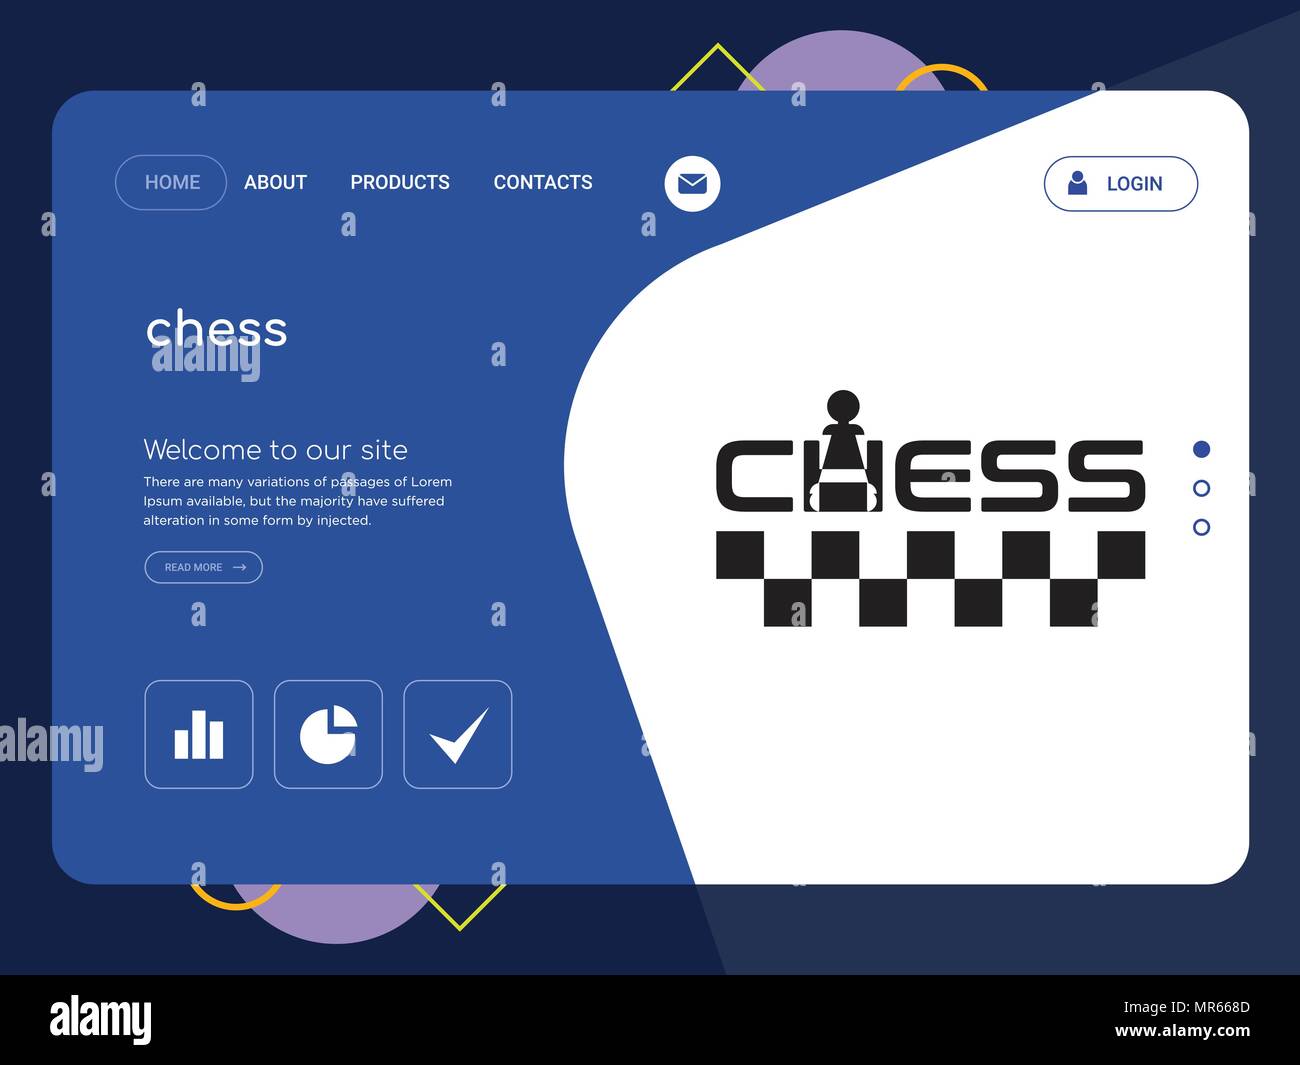 HOME ABOUT PRODUCTS CONTACTS LOGIN
chess
Welcome to our site
There are many variations of passages of Lorem
Ipsum available, but the majority have suffered
alteration in some form by injected.
READ MORE
CHESS
alamy
a
alamy
Image ID: MR668D
www.alamy.com